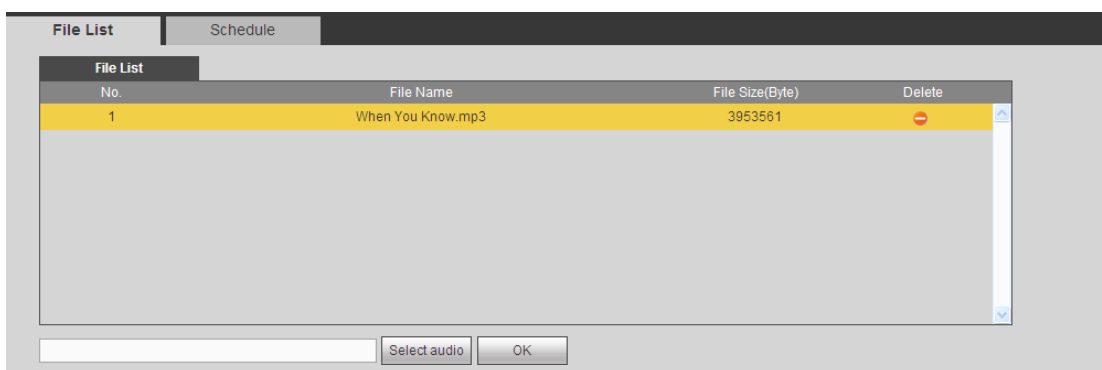 File List Schedule
File List
No. File Name File Size(Byte) Delete
1 When You Know.mp3 3953561
Select audio OK